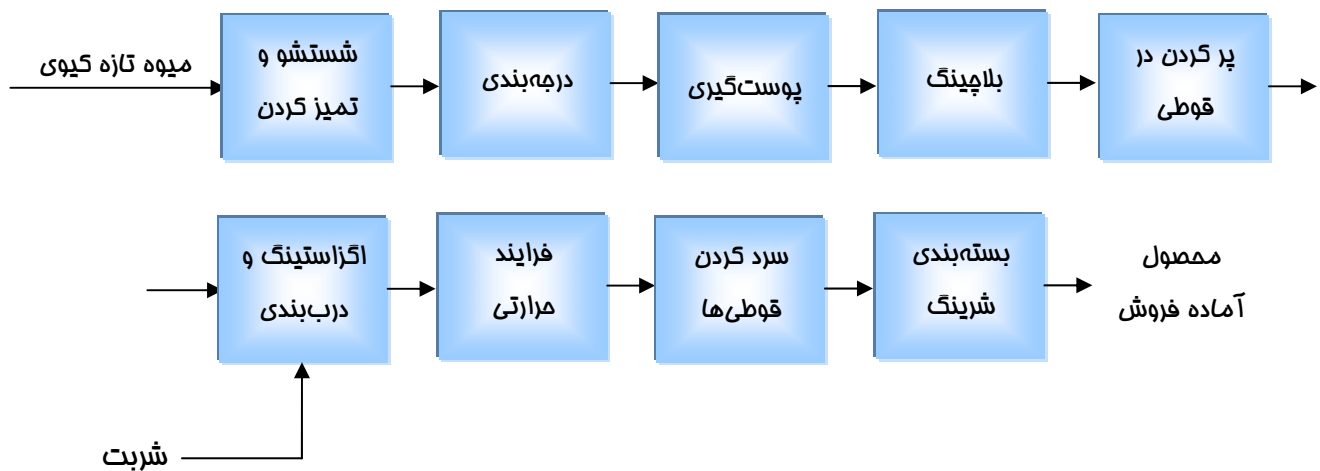 میوه تازه کیوی
شستشو و
تمیز کردن
درجه‌بندی
پوست‌گیری
بلاچینگ
پر کردن در
قوطی
اگزاستینگ و
درب‌بندی
فرایند
حرارتی
سرد کردن
قوطی‌ها
بسته‌بندی
شرینگ
محصول
آماده فروش
شربت